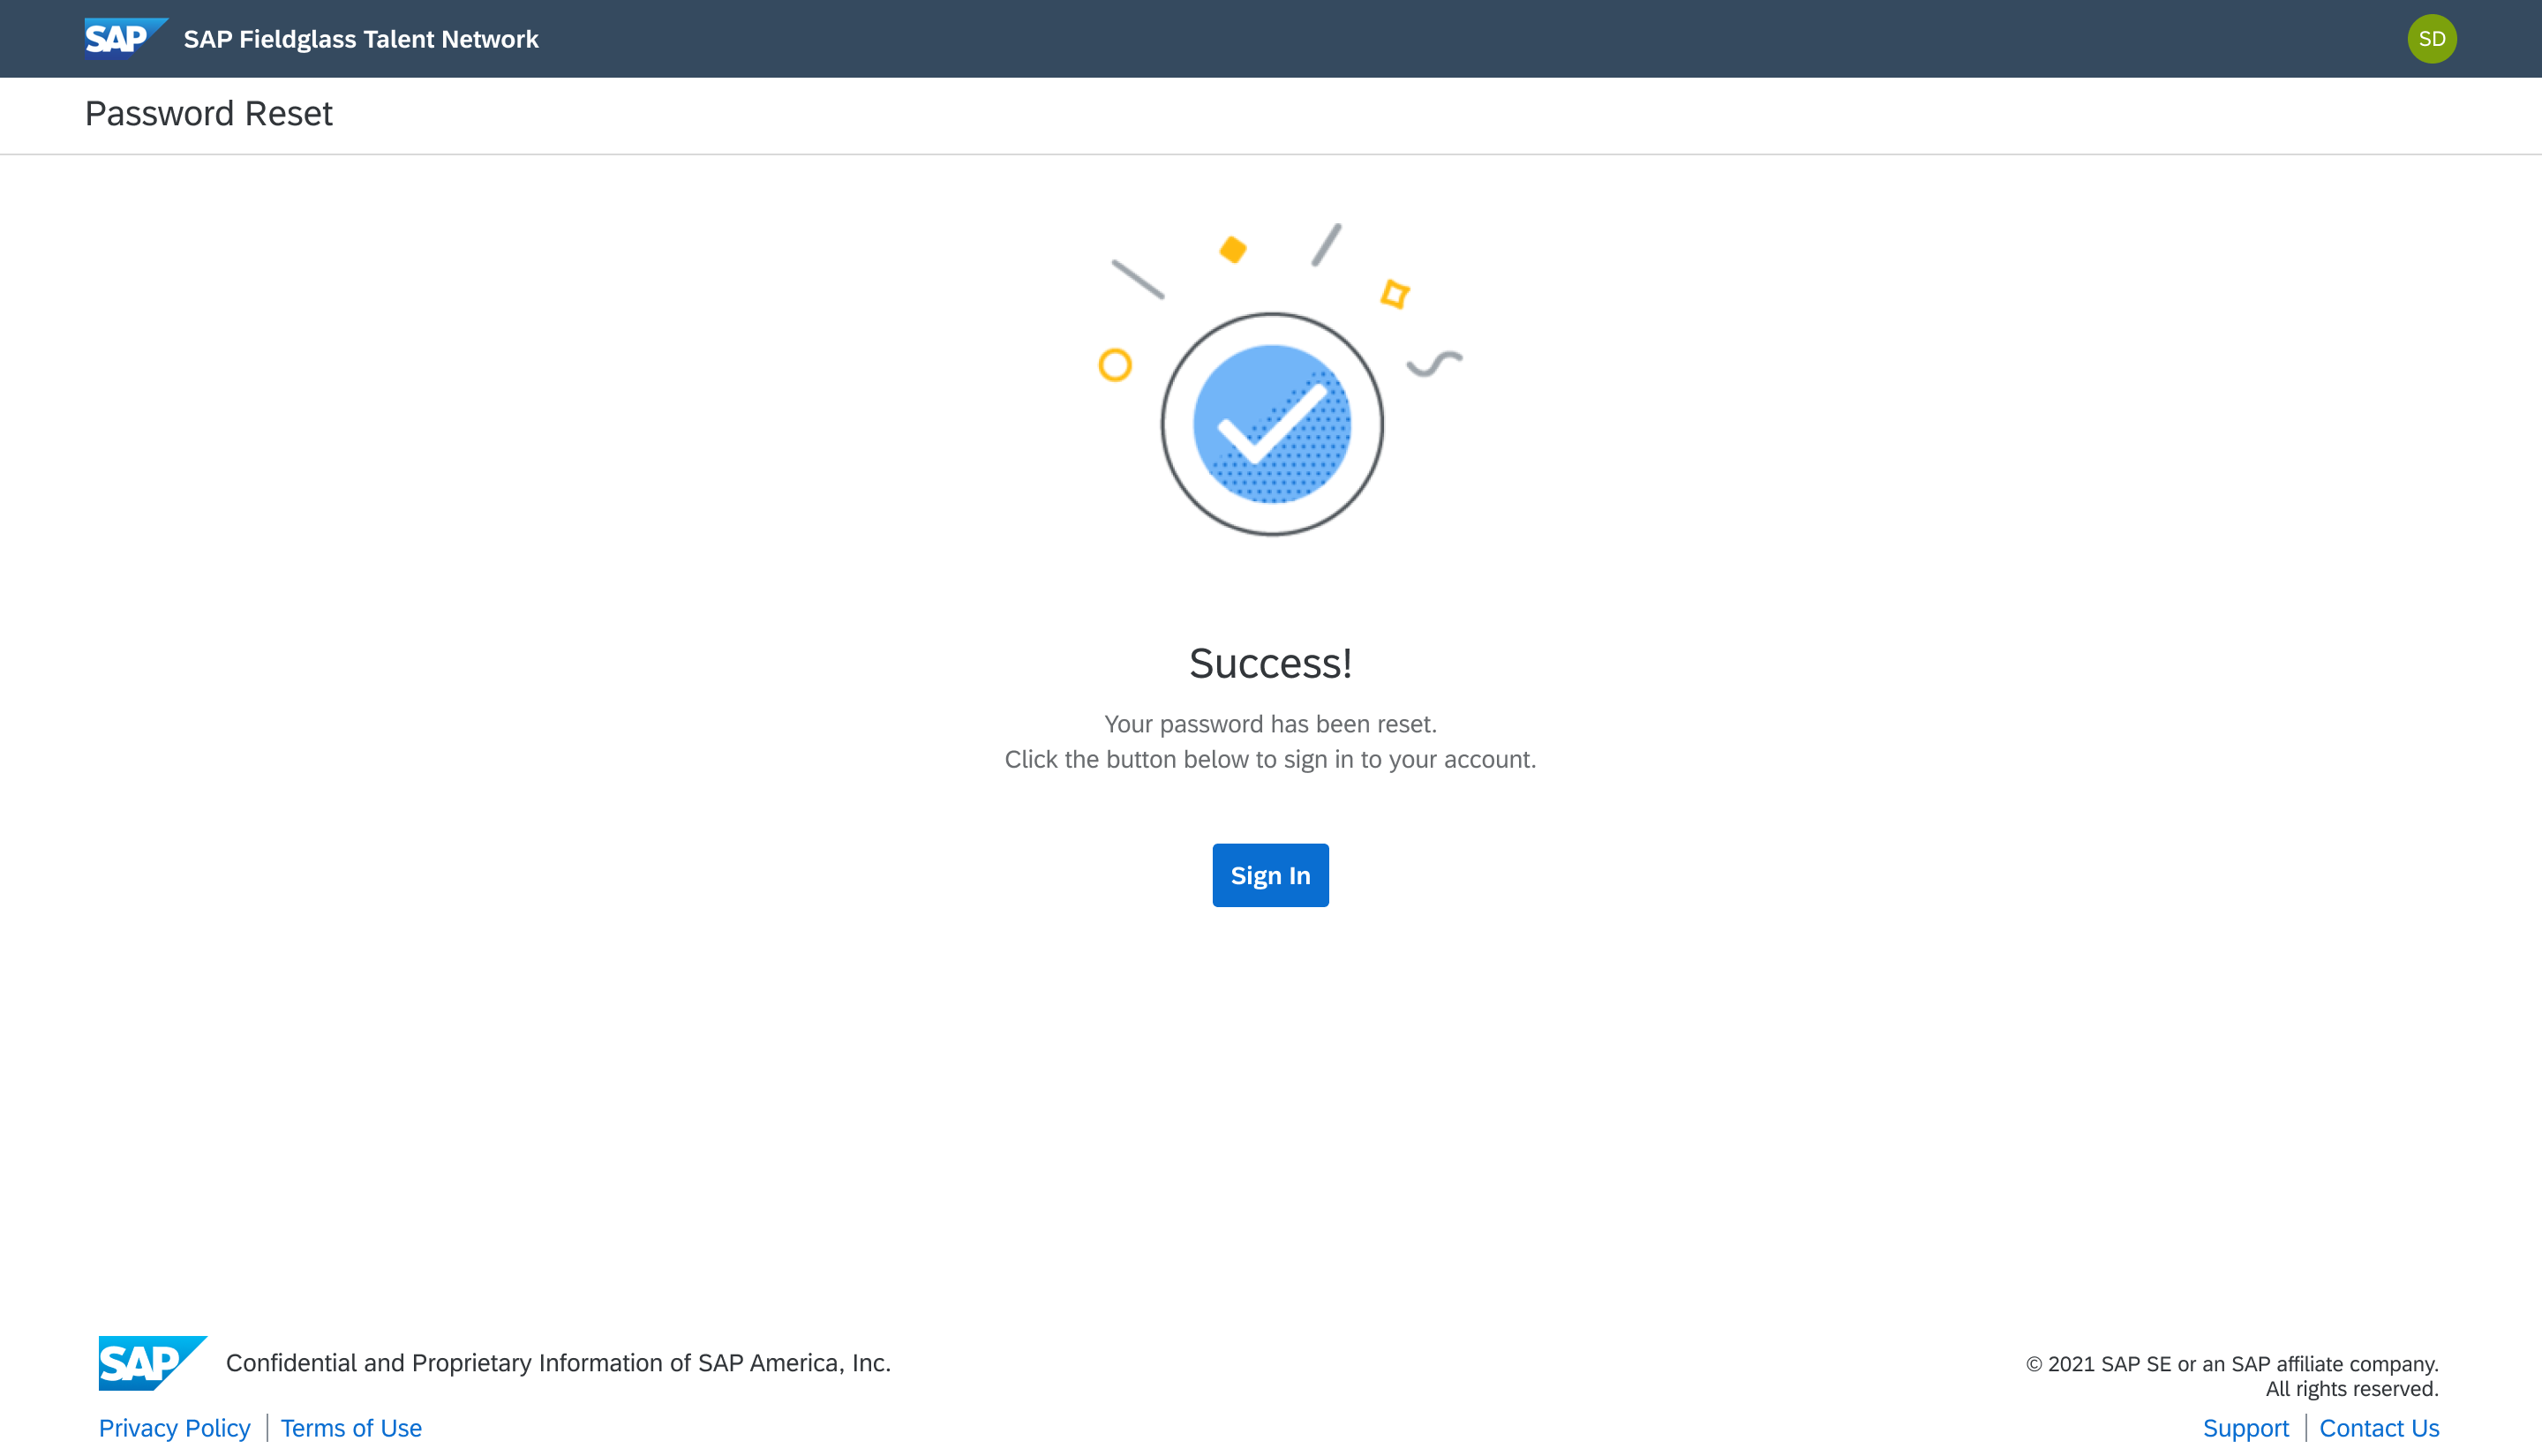 SAP SAP Fieldglass Talent Network
SD
Password Reset
Success!
Your password has been reset.
Click the button below to sign in to your account.
Sign In
SAP Confidential and Proprietary Information of SAP America, Inc.
© 2021 SAP SE or an SAP affiliate company.
All rights reserved.
Privacy Policy | Terms of Use
Support | Contact Us